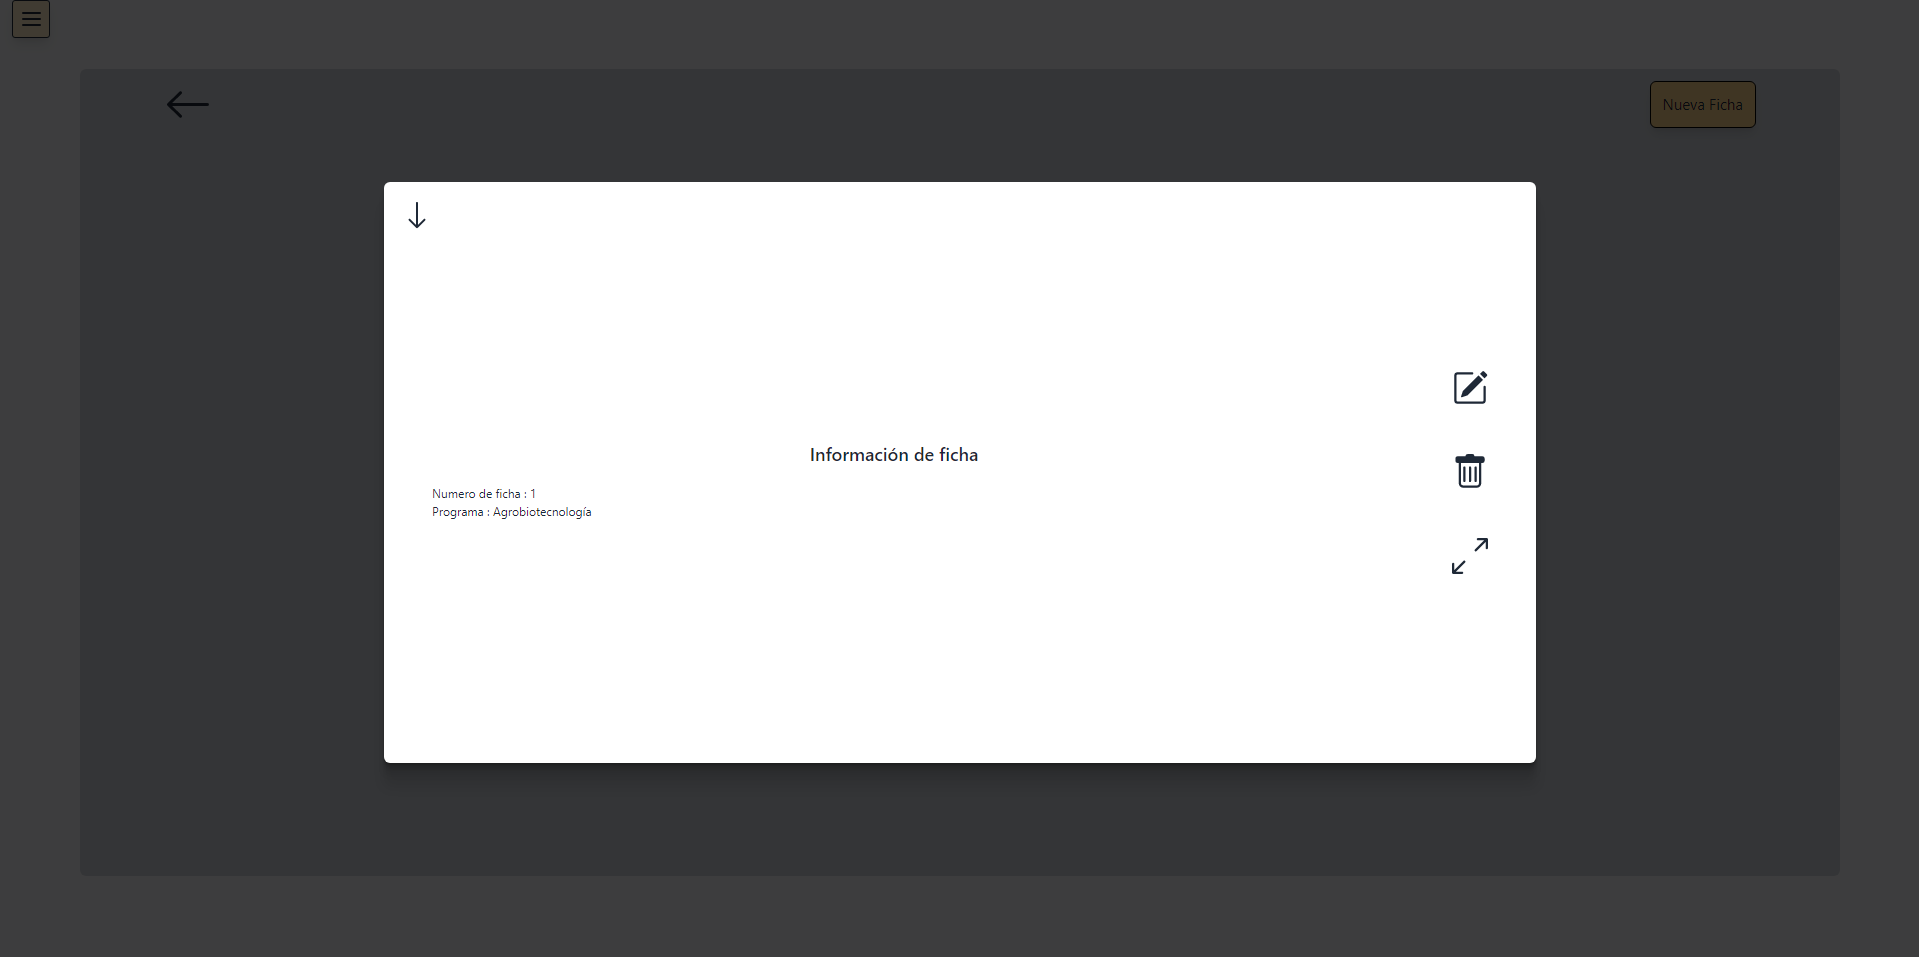 Nueva Ficha
Información de ficha
Numero de ficha : 1
Programa : Agrobiotecnología